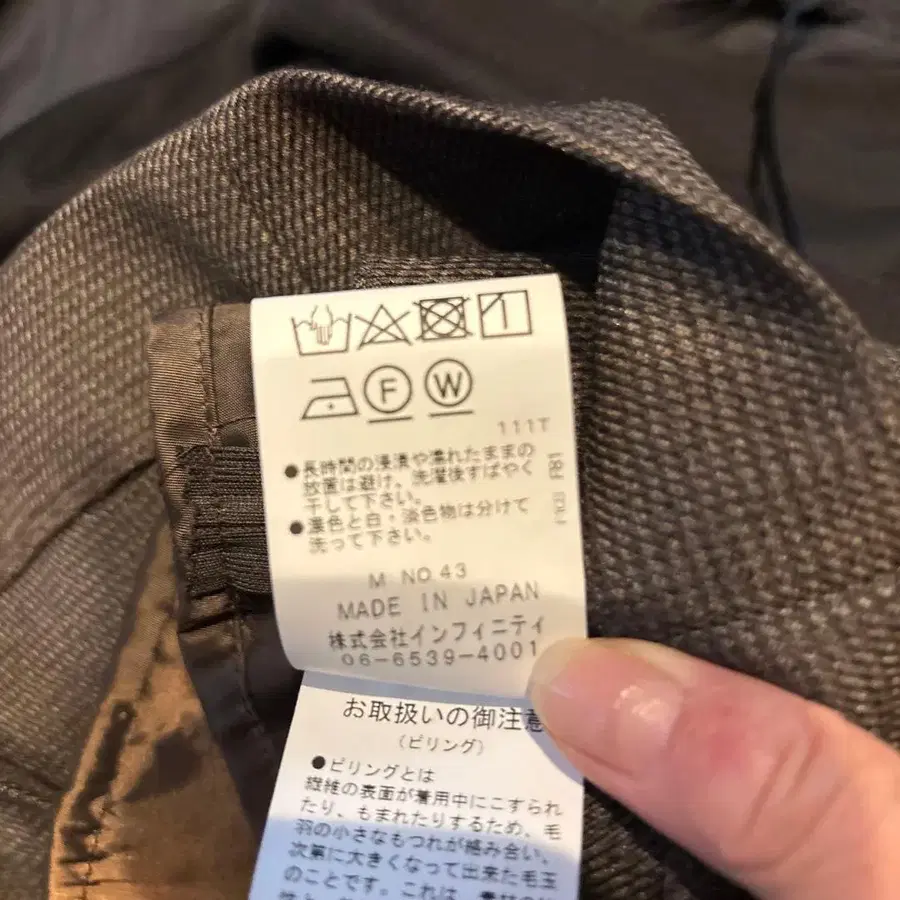 F W
111T
●長時間の浸漬や濡れたままの
放置は避け、洗濯後すばやく
干して下さい。
●濃色と白・淡色物は分けて
洗って下さい。
M NO.43
MADE IN JAPAN
株式会社インフィニティ
06-6539-4001
お取扱いの御注意
(ピリング)
●ピリングとは
繊維の表面が着用中にこすられ
たり、もまれたりするため、毛
羽の小さなもつれが絡み合い、
次第に大きくなって出来た毛玉
のことです。これは、素材の